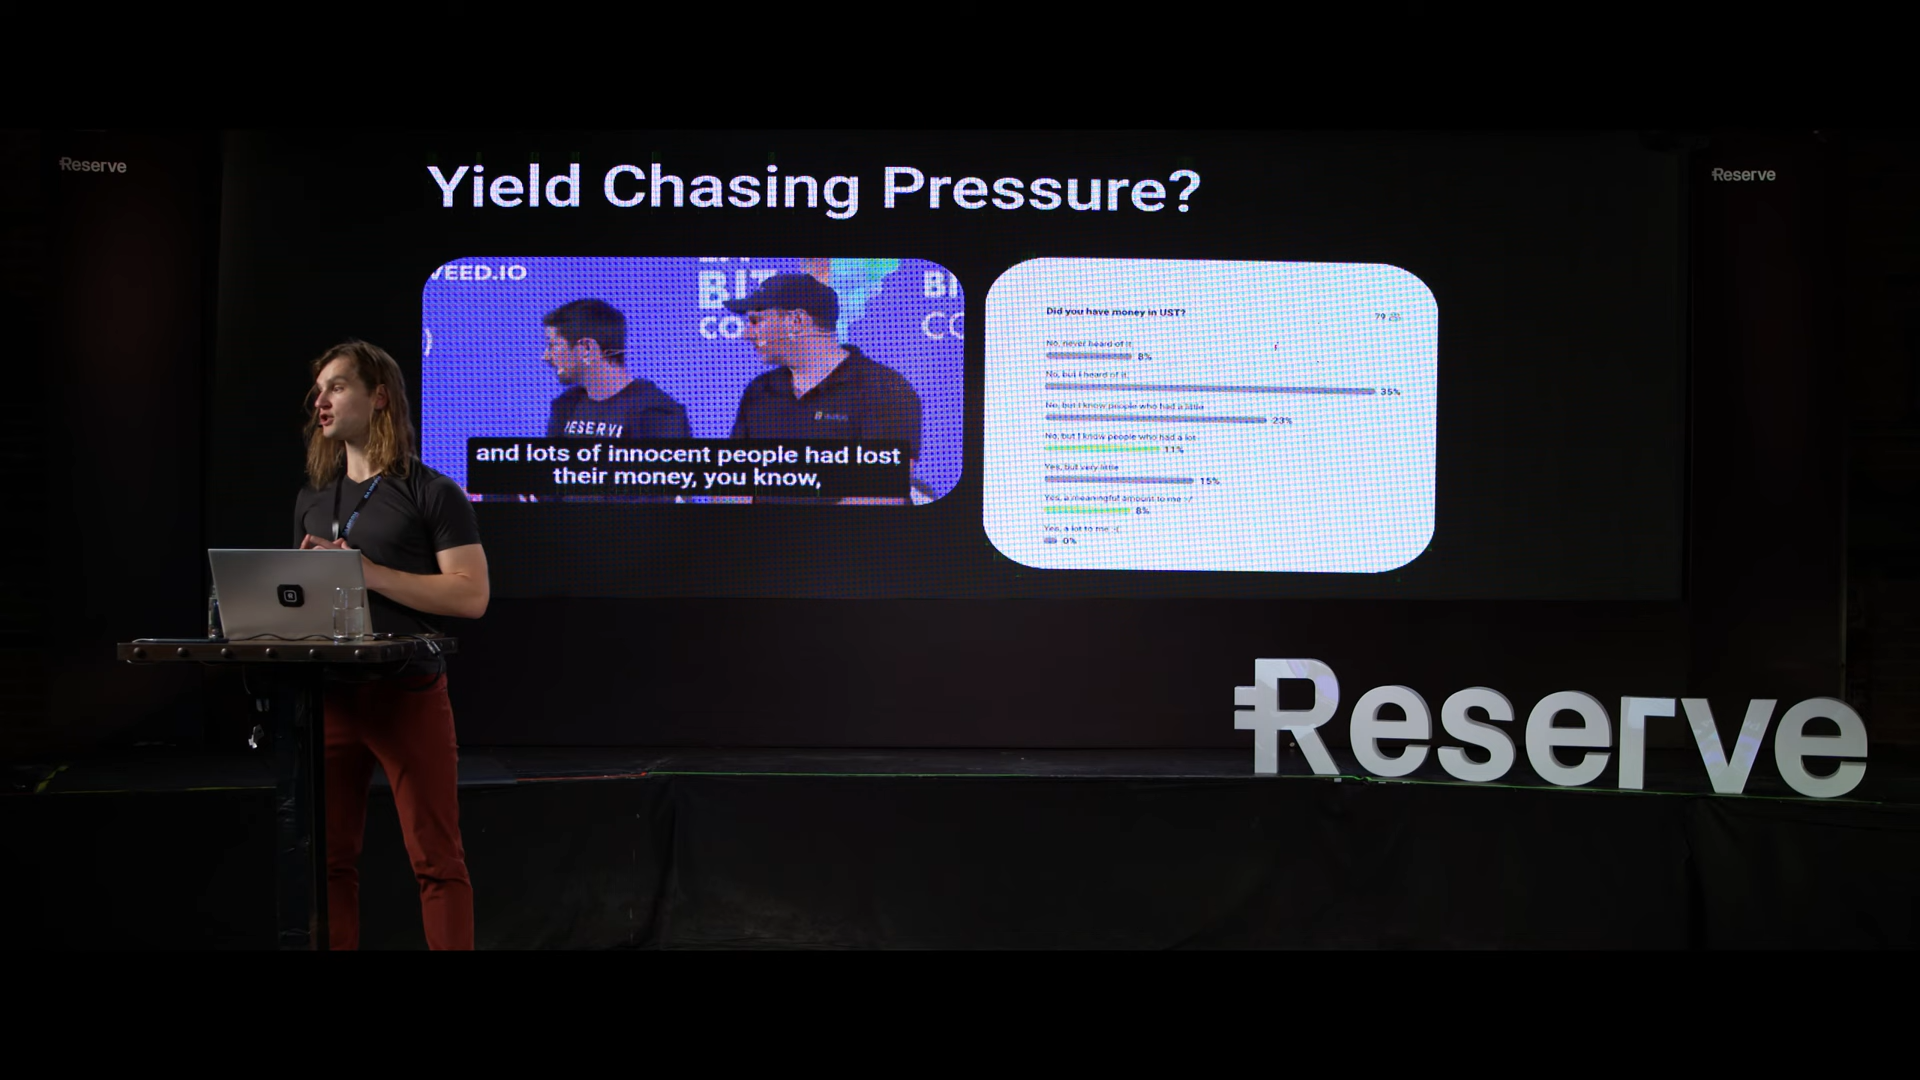 Reserve
Reserve
Yield Chasing Pressure?
VEED.IO
BIT
CO
BI
CO
RESERVE
and lots of innocent people had lost
their money, you know,
Did you have money in UST?
79
No, never heard of it
8%
No, but I heard of it
35%
No, but I know people who had a little
23%
No, but I know people who had a lot
11%
Yes, but very little
15%
Yes, a meaningful amount to me :/
8%
Yes, a lot to me :(
0%
Reserve